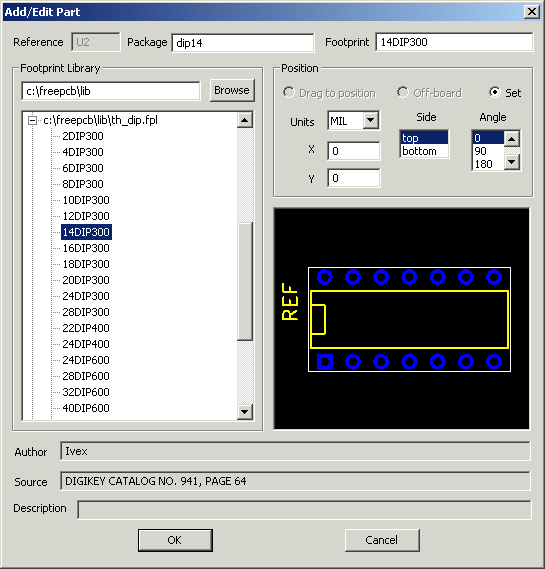 Add/Edit Part
Reference U2 Package dip14 Footprint 14DIP300
Footprint Library
c:\freepcb\lib Browse
c:\freepcb\lib\th_dip.fpl
2DIP300
4DIP300
6DIP300
8DIP300
10DIP300
12DIP300
14DIP300
16DIP300
18DIP300
20DIP300
24DIP300
28DIP300
22DIP400
24DIP400
24DIP600
28DIP600
32DIP600
40DIP600
Position
Drag to position Off-board Set
Units MIL Side Angle
X 0 top 0
bottom 90
Y 0 180
REF
Author Ivex
Source DIGIKEY CATALOG NO. 941, PAGE 64
Description
OK Cancel